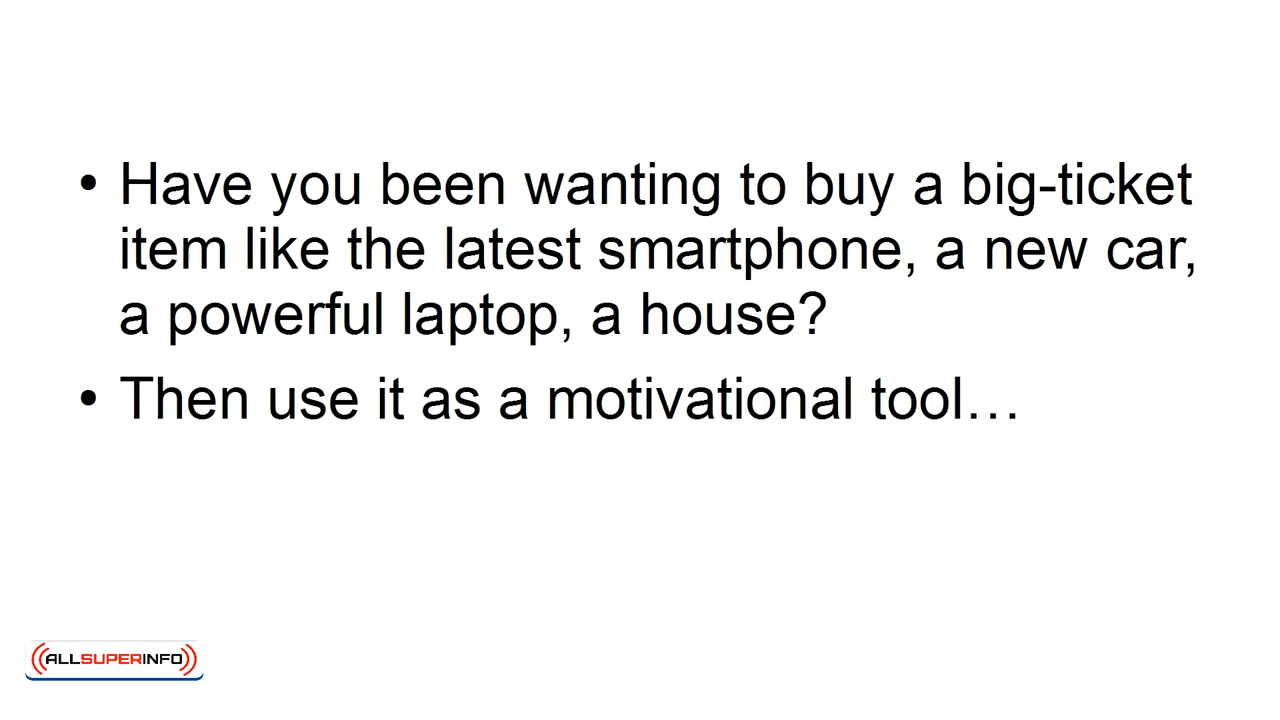 • Have you been wanting to buy a big-ticket
item like the latest smartphone, a new car,
a powerful laptop, a house?
• Then use it as a motivational tool…
ALLSUPERINFO